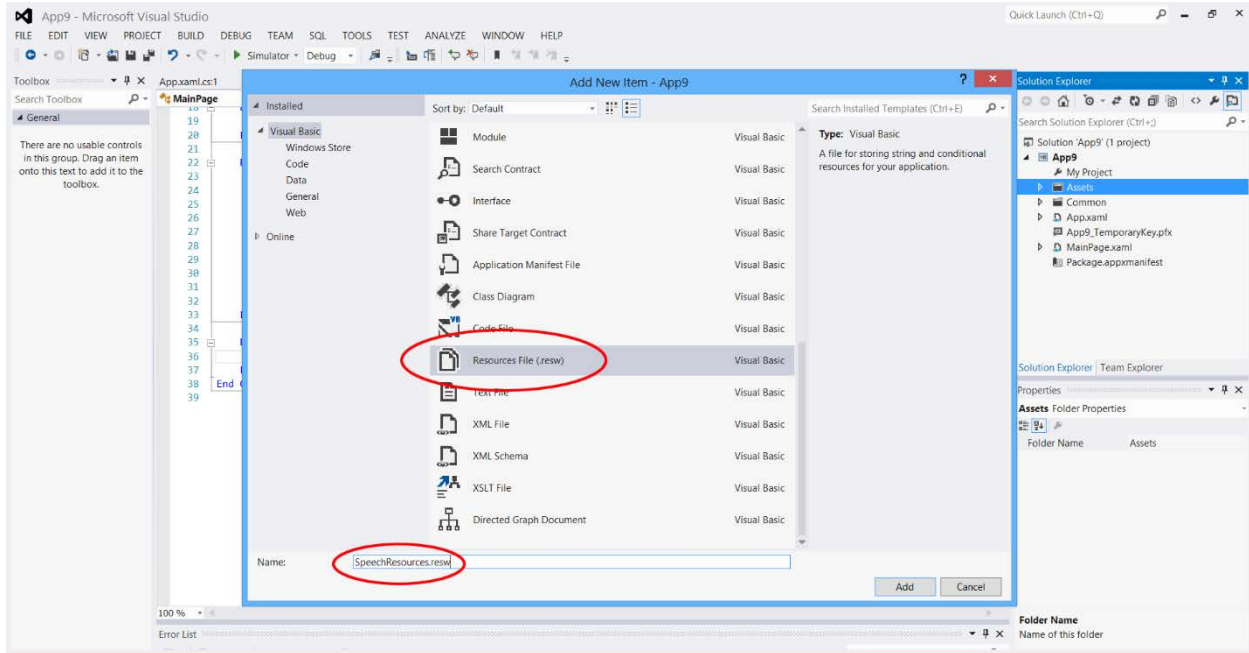 App9 - Microsoft Visual Studio
Quick Launch (Ctrl+Q)
FILE EDIT VIEW PROJECT BUILD DEBUG TEAM SQL TOOLS TEST ANALYZE WINDOW HELP
Simulator Debug
Toolbox
Search Toolbox
General
There are no usable controls
in this group. Drag an item
onto this text to add it to the
toolbox.
App.xaml.cs:1
MainPage
19
20
21
22
23
24
25
26
27
28
29
30
31
32
33
34
35
36
37
38 End
39
100 %
Error List
Add New Item - App9
?
Installed
Visual Basic
Windows Store
Code
Data
General
Web
Online
Sort by: Default
Search Installed Templates (Ctrl+E)
Module Visual Basic
Search Contract Visual Basic
Interface Visual Basic
Share Target Contract Visual Basic
Application Manifest File Visual Basic
Class Diagram Visual Basic
VB
Code File Visual Basic
Resources File (.resw) Visual Basic
Text File Visual Basic
XML File Visual Basic
XML Schema Visual Basic
XSLT File Visual Basic
Directed Graph Document Visual Basic
Type: Visual Basic
A file for storing string and conditional
resources for your application.
Name: SpeechResources.resw
Add Cancel
Solution Explorer
Search Solution Explorer (Ctrl+;)
Solution 'App9' (1 project)
App9
My Project
Assets
Common
App.xaml
App9_TemporaryKey.pfx
MainPage.xaml
Package.appxmanifest
Solution Explorer Team Explorer
Properties
Assets Folder Properties
Folder Name Assets
Folder Name
Name of this folder